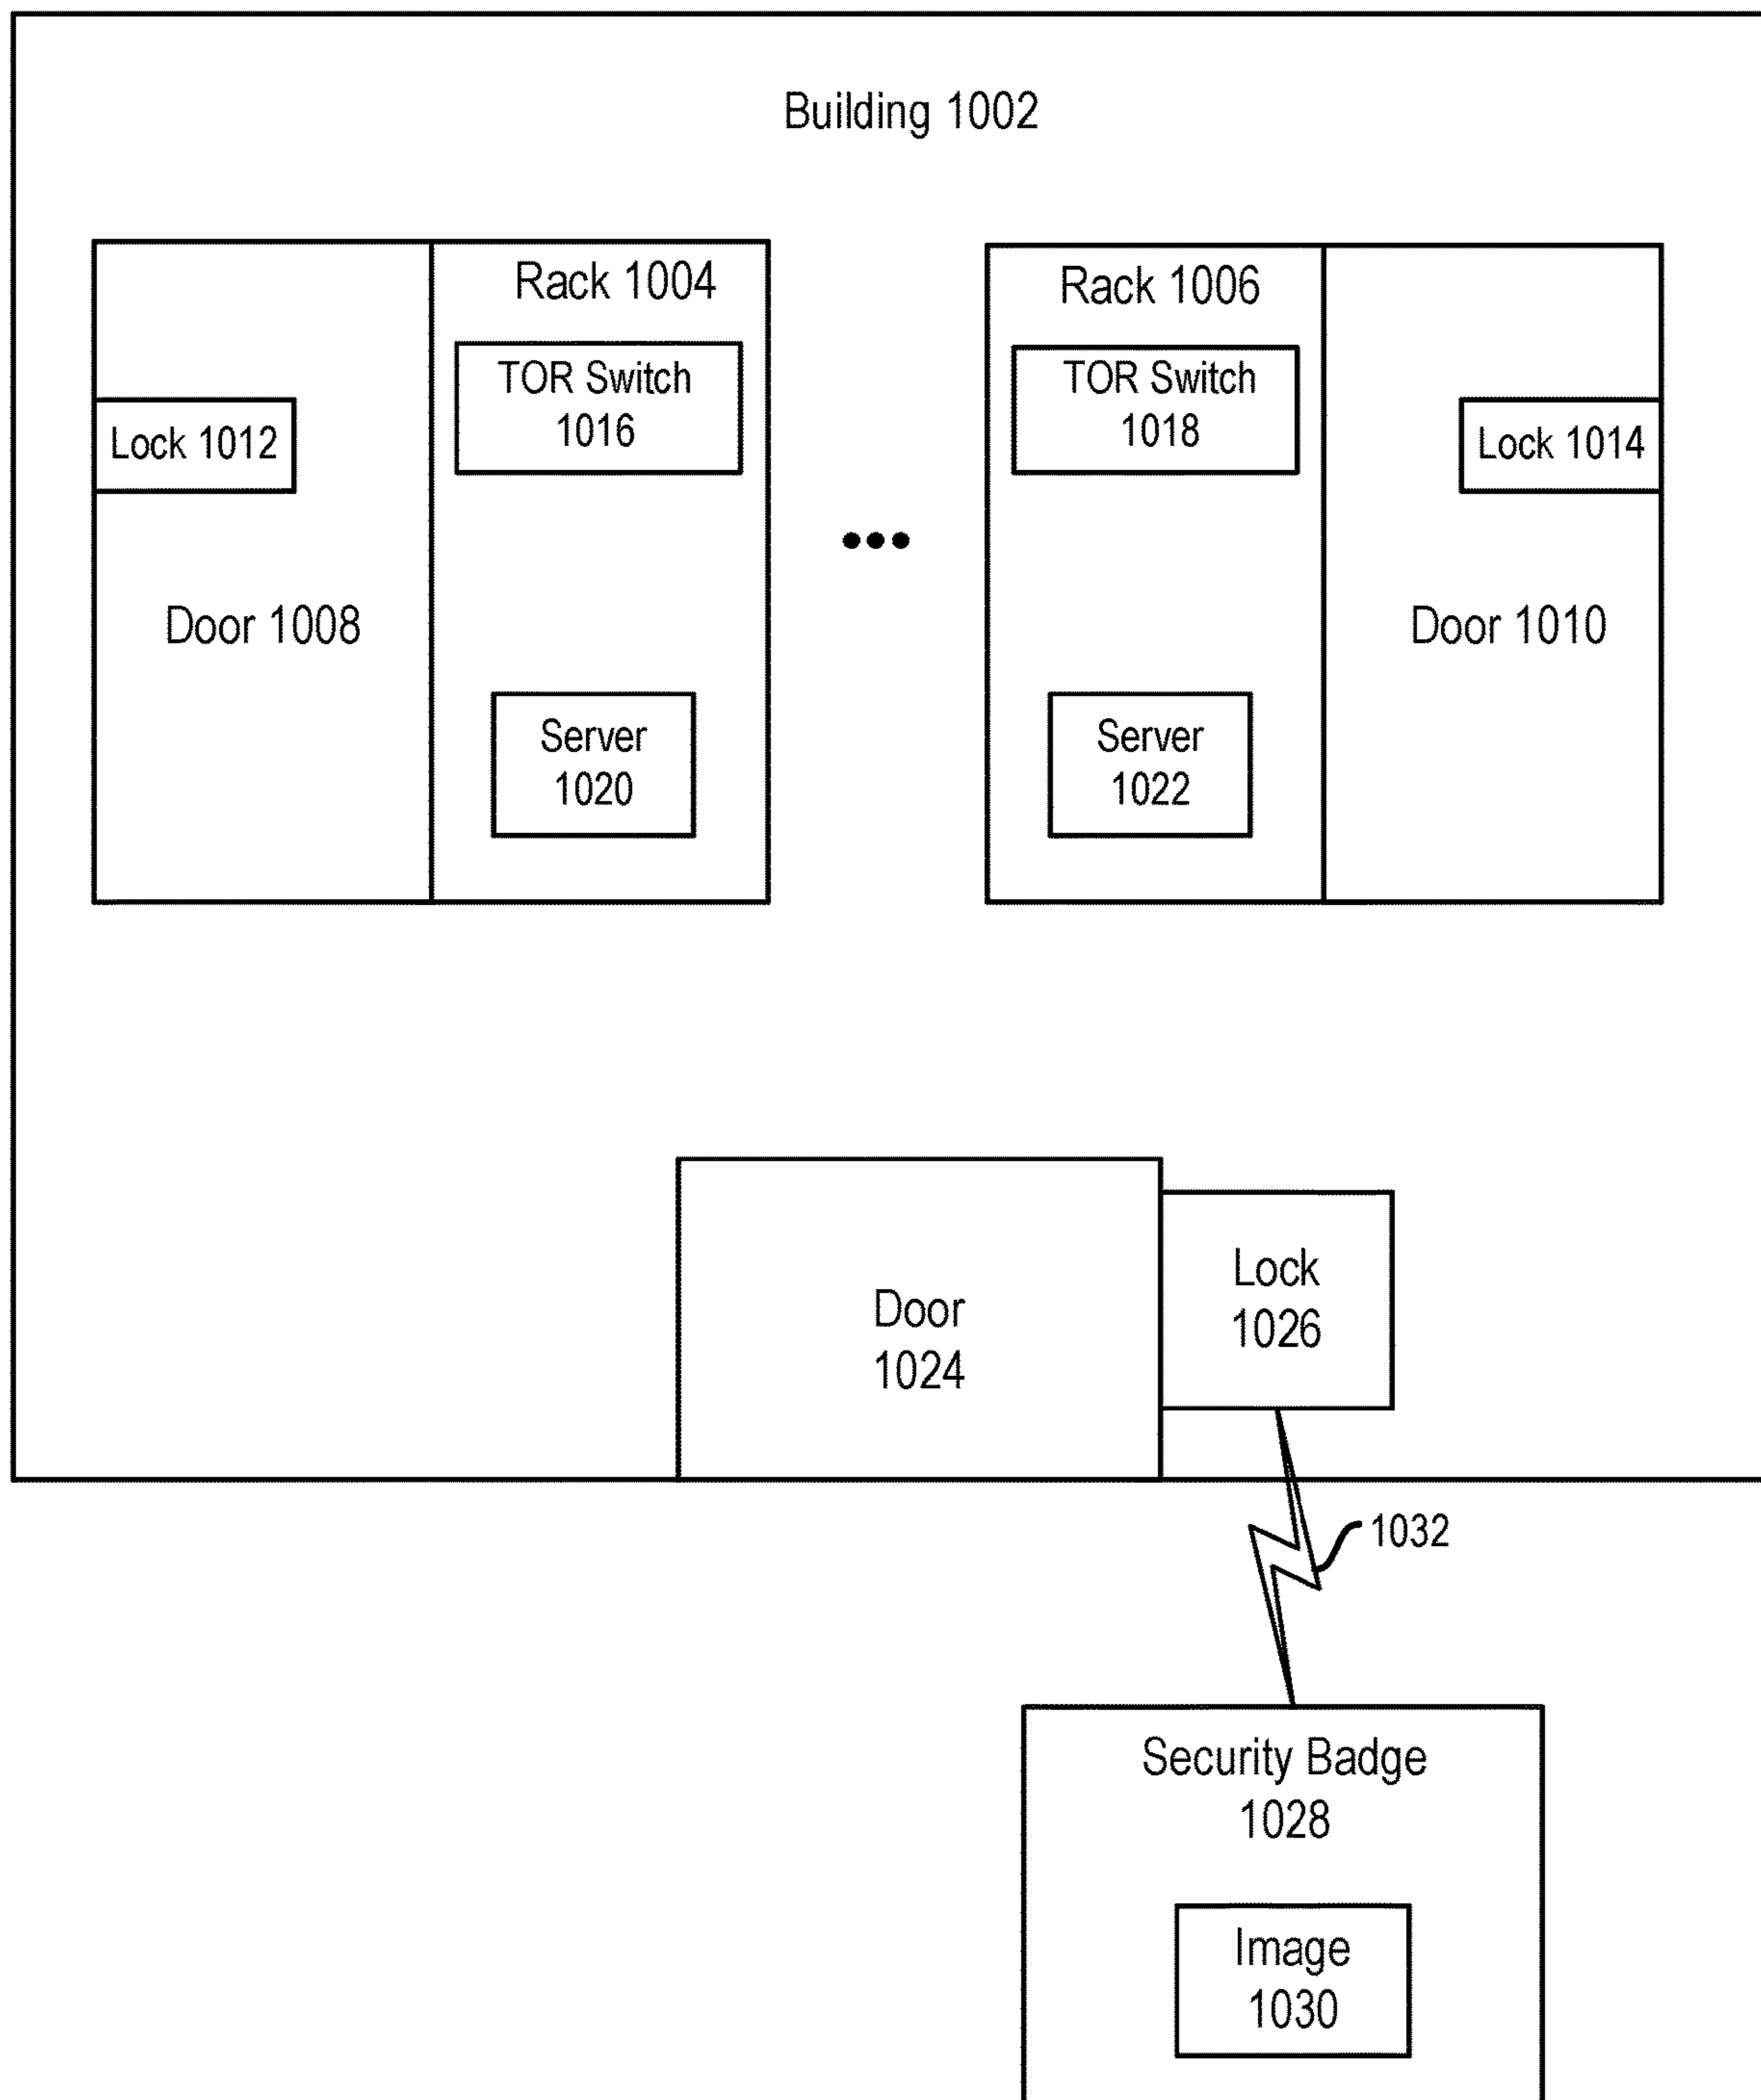 Building 1002
Rack 1004
TOR Switch
1016
Lock 1012
Door 1008
Server
1020
Rack 1006
TOR Switch
1018
Lock 1014
Door 1010
Server
1022
Door
1024
Lock
1026
1032
Security Badge
1028
Image
1030